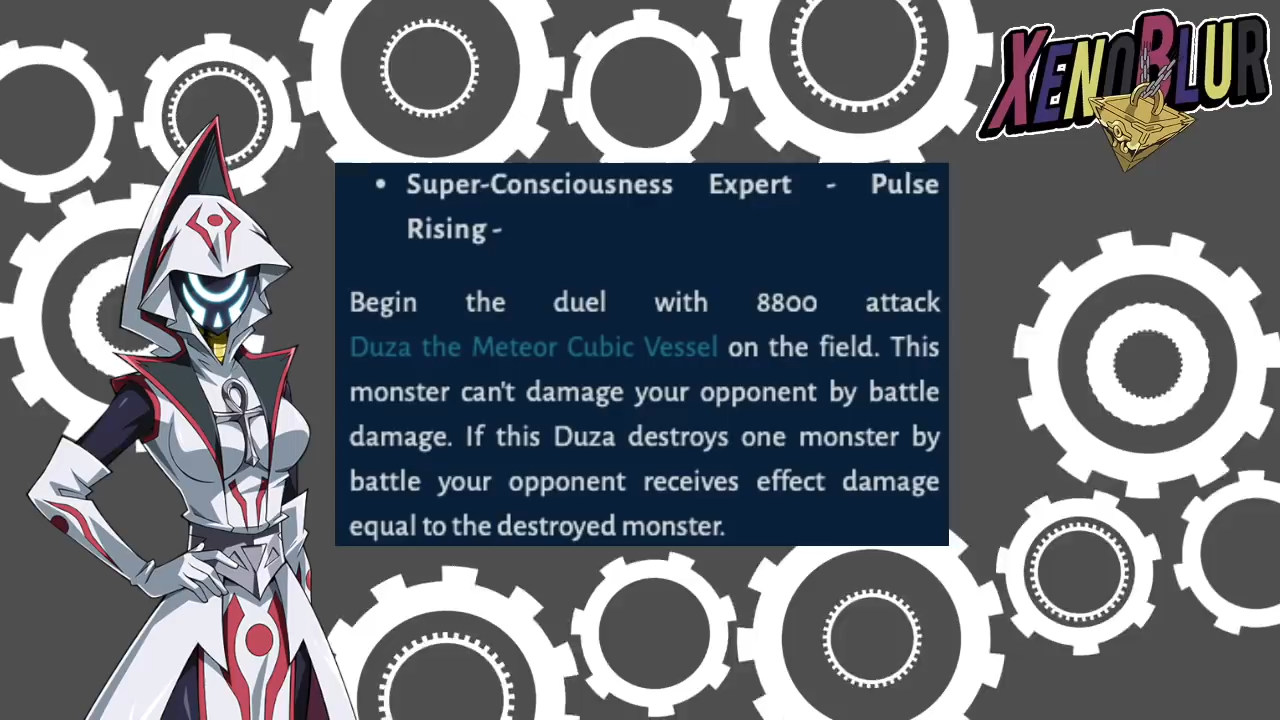 XENOBLUR
• Super-Consciousness Expert - Pulse
Rising -
Begin the duel with 8800 attack
Duza the Meteor Cubic Vessel on the field. This
monster can't damage your opponent by battle
damage. If this Duza destroys one monster by
battle your opponent receives effect damage
equal to the destroyed monster.